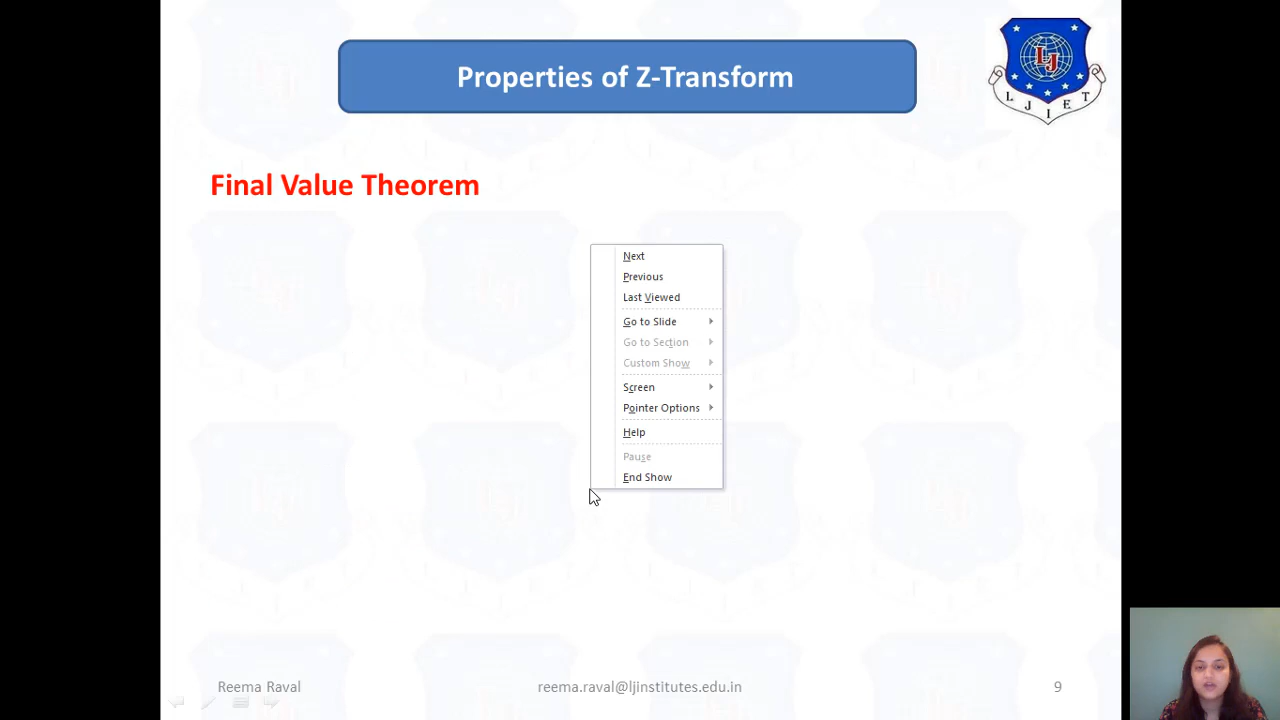 Properties of Z-Transform
LJ
L J I E T
Final Value Theorem
Next
Previous
Last Viewed
Go to Slide
Go to Section
Custom Show
Screen
Pointer Options
Help
Pause
End Show
Reema Raval
reema.raval@ljinstitutes.edu.in
9